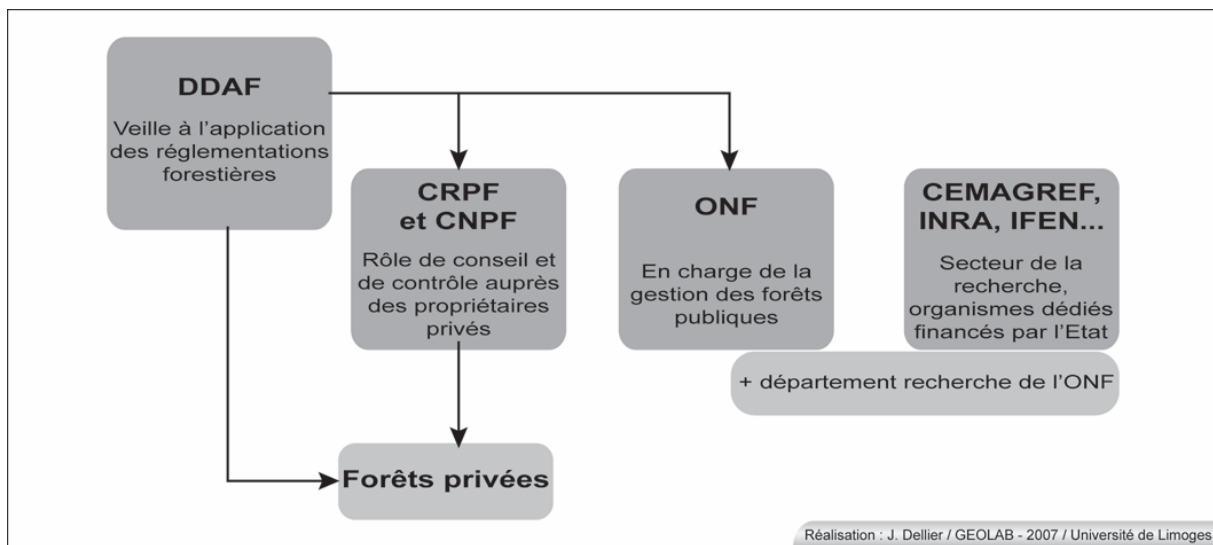 DDAF
Veille à l'application
des réglementations
forestières
CRPF
et CNPF
Rôle de conseil et
de contrôle auprès
des propriétaires
privés
ONF
En charge de la
gestion des forêts
publiques
CEMAGREF,
INRA, IFEN...
Secteur de la
recherche,
organismes dédiés
financés par l'Etat
+ département recherche de l'ONF
Forêts privées
Réalisation : J. Dellier / GEOLAB - 2007 / Université de Limoges